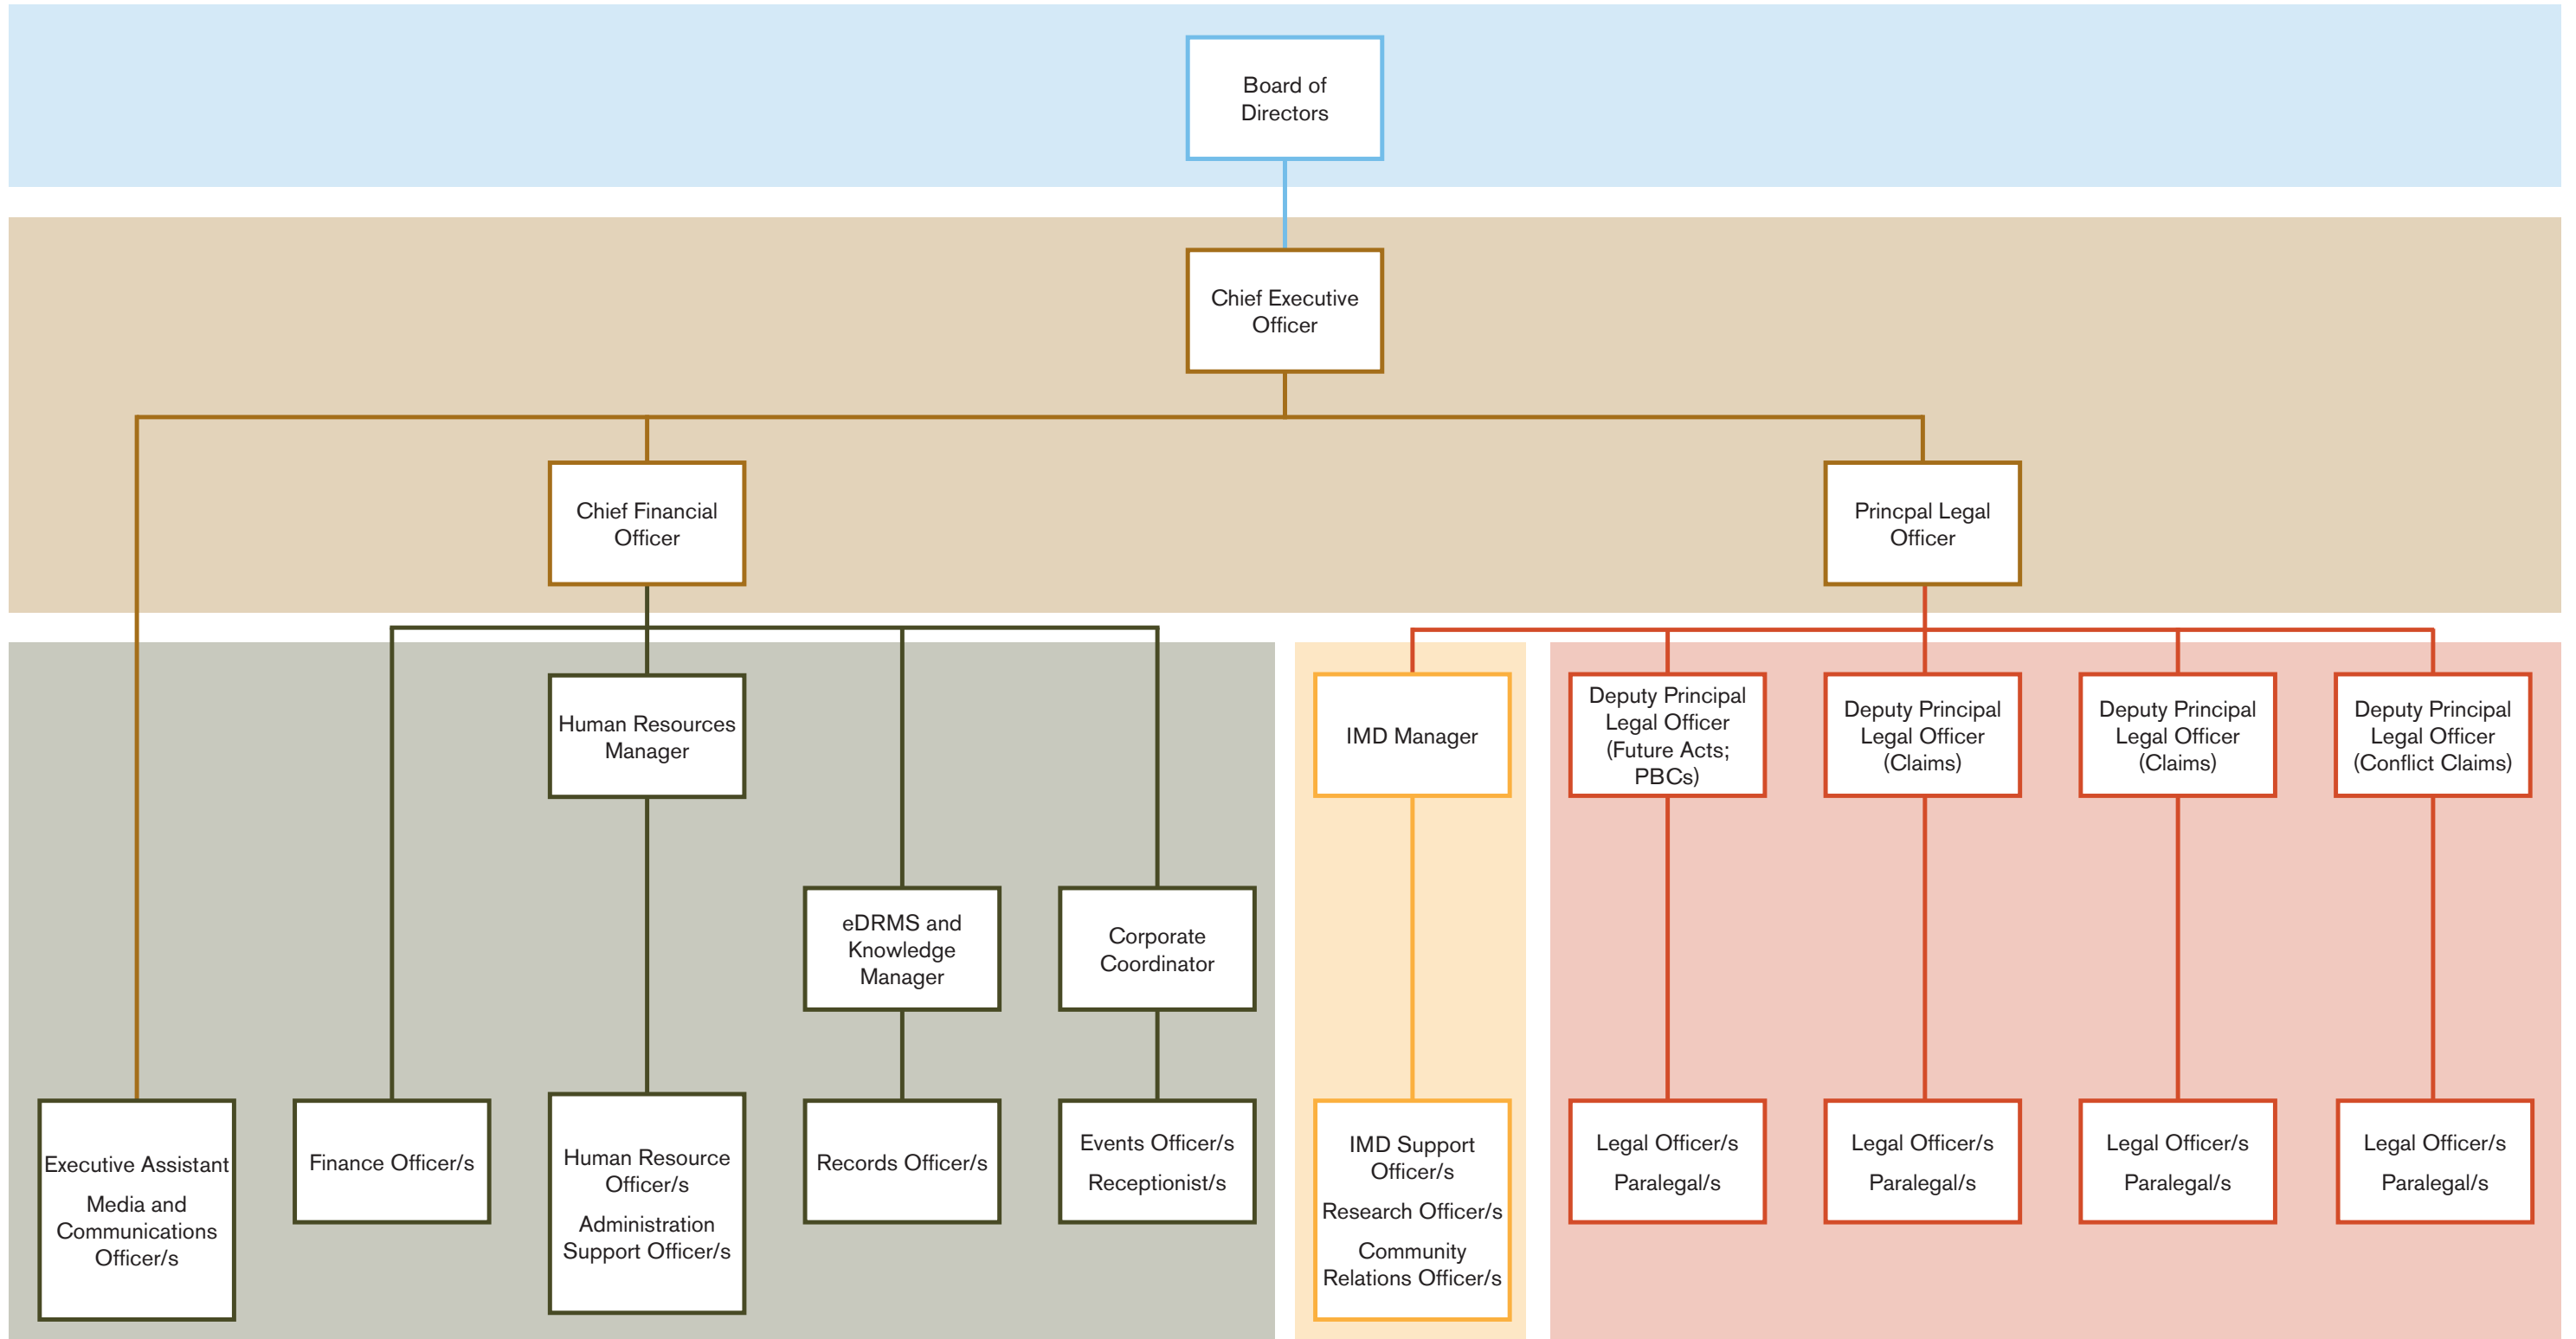 Board of
Directors
Chief Executive
Officer
Chief Financial
Officer
Princpal Legal
Officer
Human Resources
Manager
IMD Manager
Deputy Principal
Legal Officer
(Future Acts;
PBCs)
Deputy Principal
Legal Officer
(Claims)
Deputy Principal
Legal Officer
(Claims)
Deputy Principal
Legal Officer
(Conflict Claims)
eDRMS and
Knowledge
Manager
Corporate
Coordinator
Executive Assistant
Media and
Communications
Officer/s
Finance Officer/s
Human Resource
Officer/s
Administration
Support Officer/s
Records Officer/s
Events Officer/s
Receptionist/s
IMD Support
Officer/s
Research Officer/s
Community
Relations Officer/s
Legal Officer/s
Paralegal/s
Legal Officer/s
Paralegal/s
Legal Officer/s
Paralegal/s
Legal Officer/s
Paralegal/s